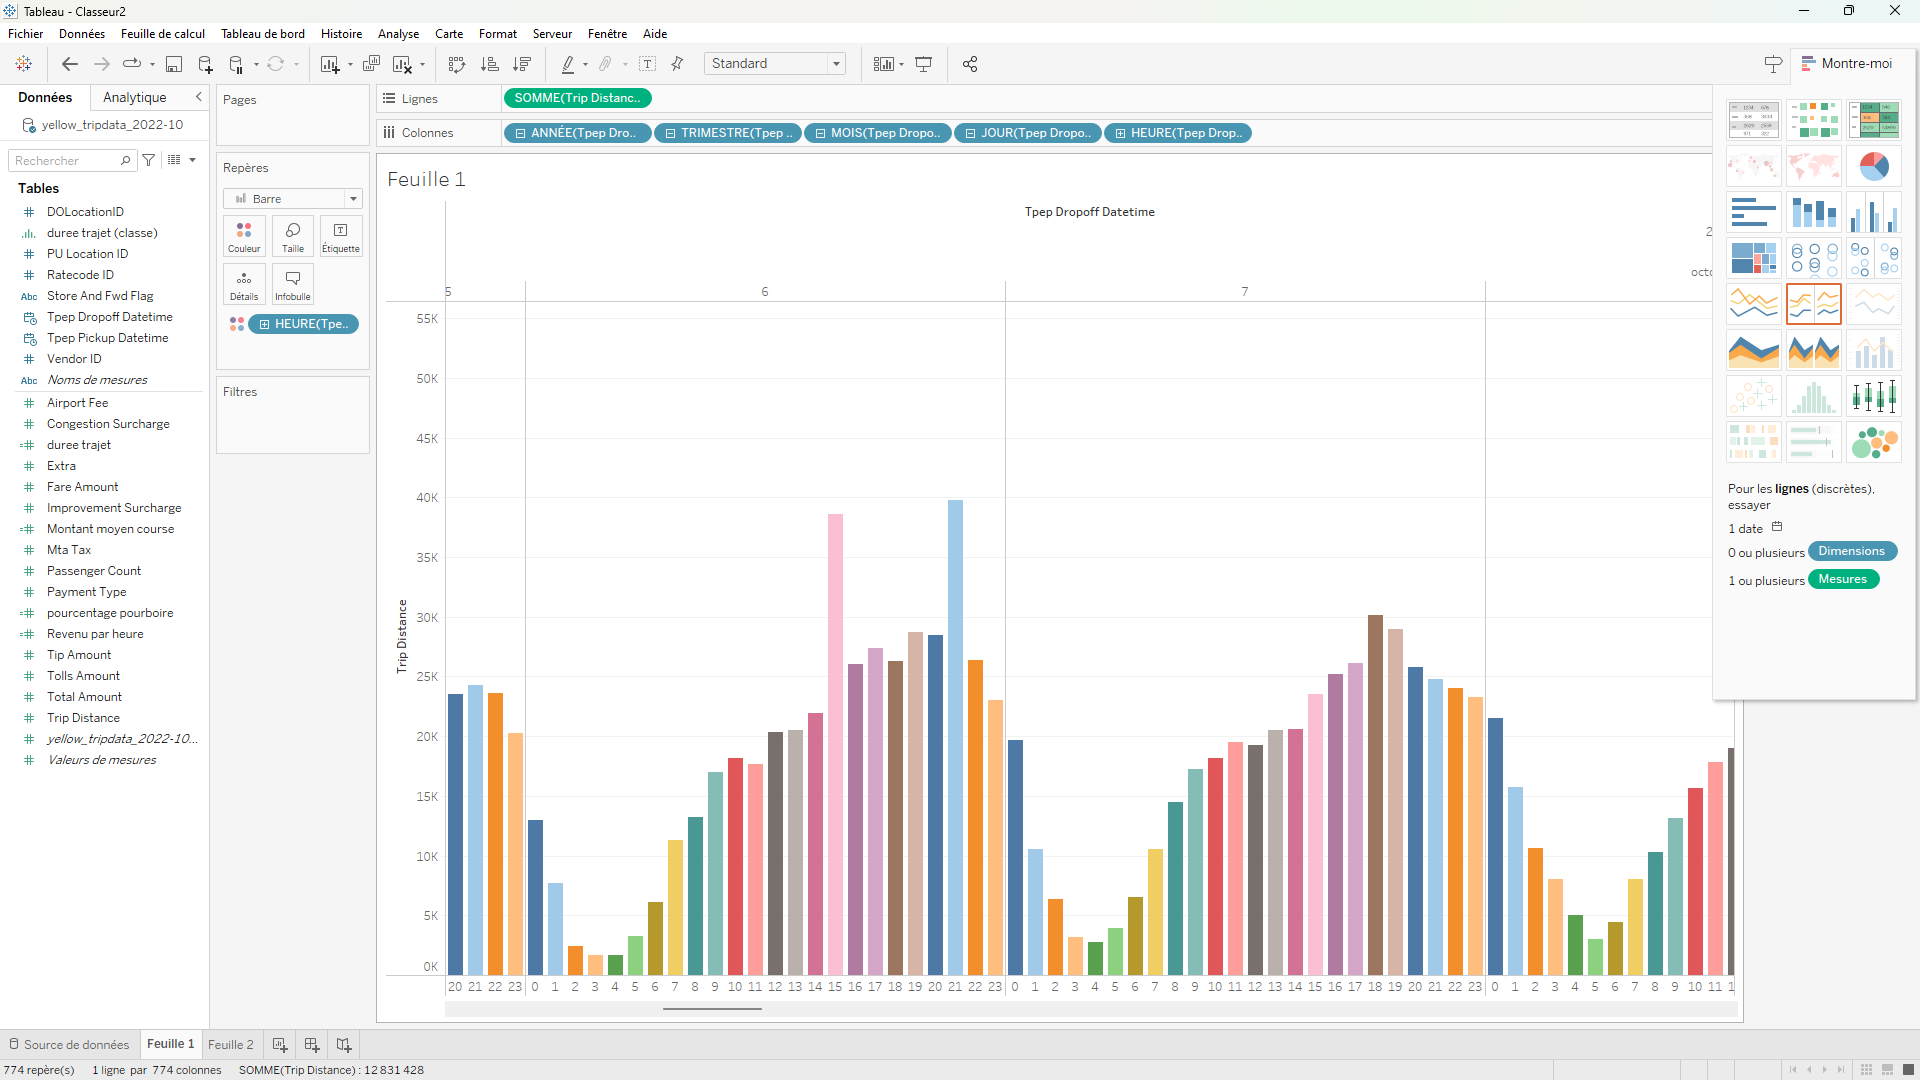 Tableau - Classeur2
Fichier Données Feuille de calcul Tableau de bord Histoire Analyse Carte Format Serveur Fenêtre Aide
Standard
Montre-moi
Données Analytique
yellow_tripdata_2022-10
Rechercher
Tables
DOLocationID
duree trajet (classe)
PU Location ID
Ratecode ID
Abc Store And Fwd Flag
Tpep Dropoff Datetime
Tpep Pickup Datetime
Vendor ID
Abc Noms de mesures
Airport Fee
Congestion Surcharge
duree trajet
Extra
Fare Amount
Improvement Surcharge
Montant moyen course
Mta Tax
Passenger Count
Payment Type
pourcentage pourboire
Revenu par heure
Tip Amount
Tolls Amount
Total Amount
Trip Distance
yellow_tripdata_2022-10...
Valeurs de mesures
Pages
Repères
Barre
Couleur Taille Étiquette
Détails Infobulle
HEURE(Tpe..
Filtres
Lignes SOMME(Trip Distanc..
Colonnes ANNÉE(Tpep Dro.. TRIMESTRE(Tpep .. MOIS(Tpep Dropo.. JOUR(Tpep Dropo.. HEURE(Tpep Drop..
Feuille 1
Tpep Dropoff Datetime
2
octo
5 6 7
55K
50K
45K
40K
35K
30K
25K
20K
15K
10K
5K
0K
Trip Distance
20 21 22 23 0 1 2 3 4 5 6 7 8 9 10 11 12 13 14 15 16 17 18 19 20 21 22 23 0 1 2 3 4 5 6 7 8 9 10 11 12 13 14 15 16 17 18 19 20 21 22 23 0 1 2 3 4 5 6 7 8 9 10 11 1
Pour les lignes (discrètes),
essayer
1 date
0 ou plusieurs Dimensions
1 ou plusieurs Mesures
Source de données Feuille 1 Feuille 2
774 repère(s) 1 ligne par 774 colonnes SOMME(Trip Distance) : 12 831 428